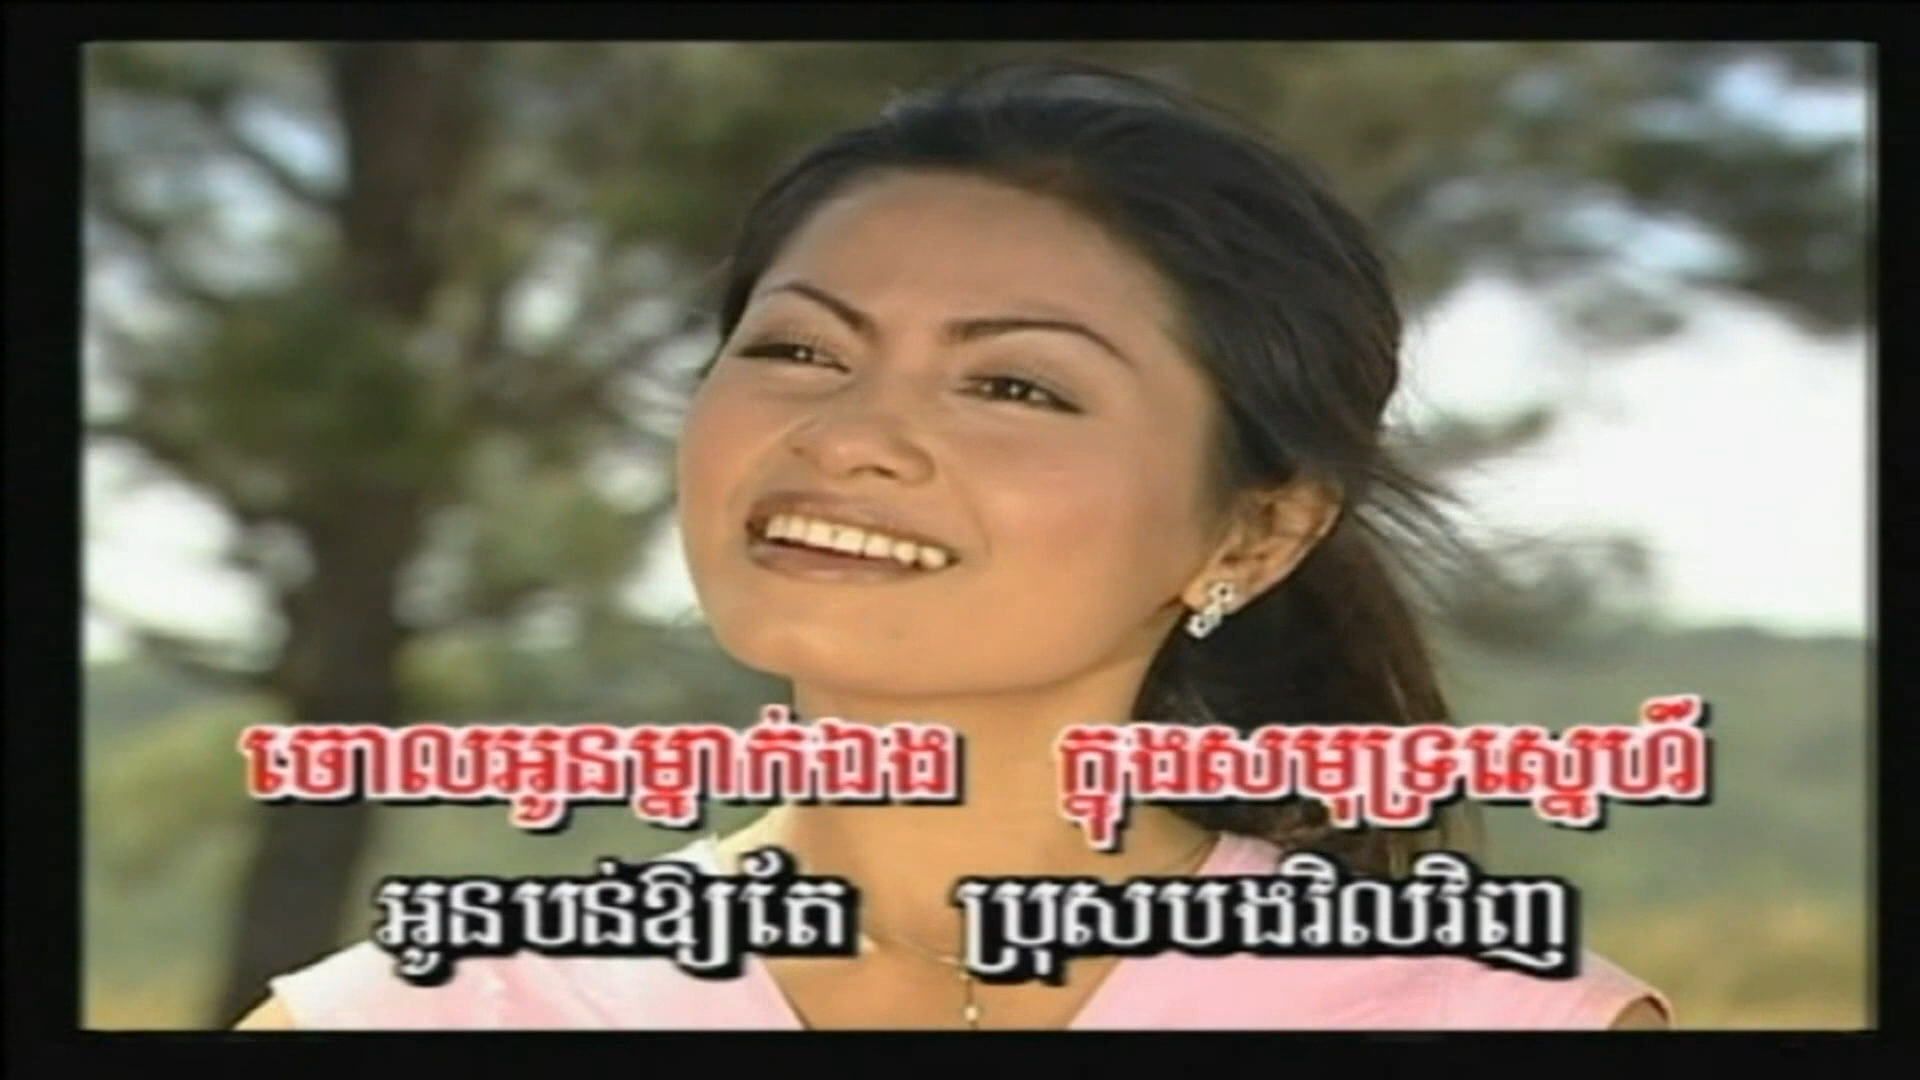 ចោលអូនម្នាក់ឯង ក្នុងសមុទ្រស្នេហ៍
អូនបន់ឱ្យតែ ប្រុសបងវិលវិញ